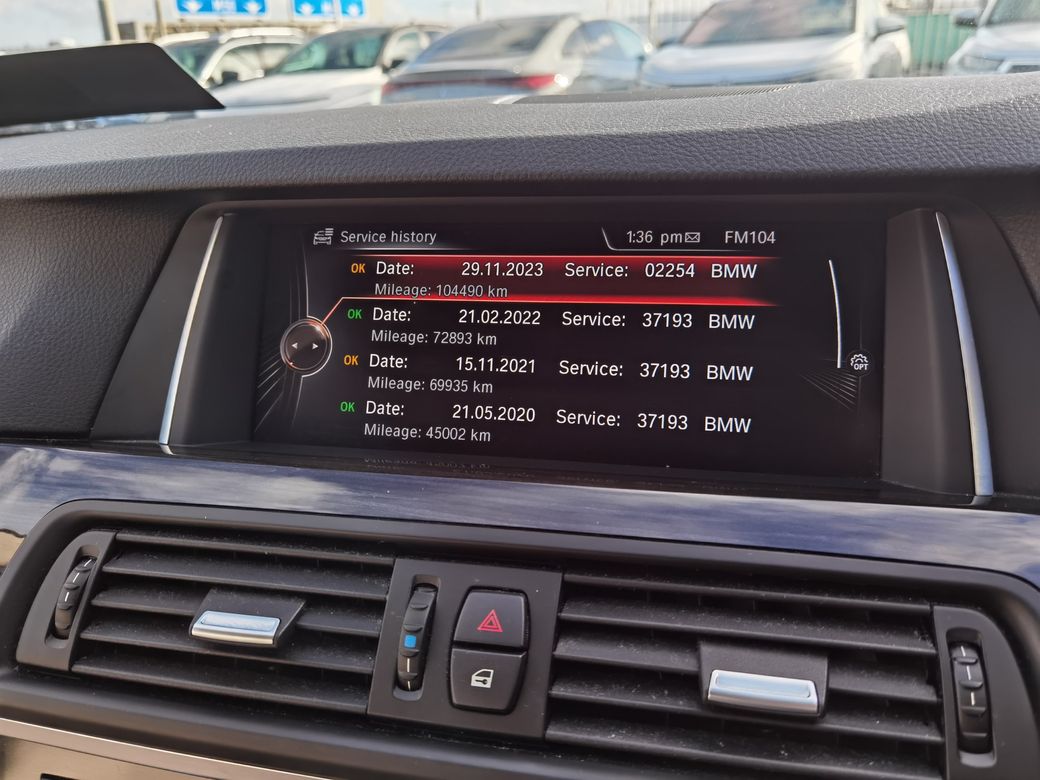 Service history 1:36 pm FM104
OK Date: 29.11.2023 Service: 02254 BMW
Mileage: 104490 km
OK Date: 21.02.2022 Service: 37193 BMW
Mileage: 72893 km
OK Date: 15.11.2021 Service: 37193 BMW
Mileage: 69935 km
OK Date: 21.05.2020 Service: 37193 BMW
Mileage: 45002 km
OPT